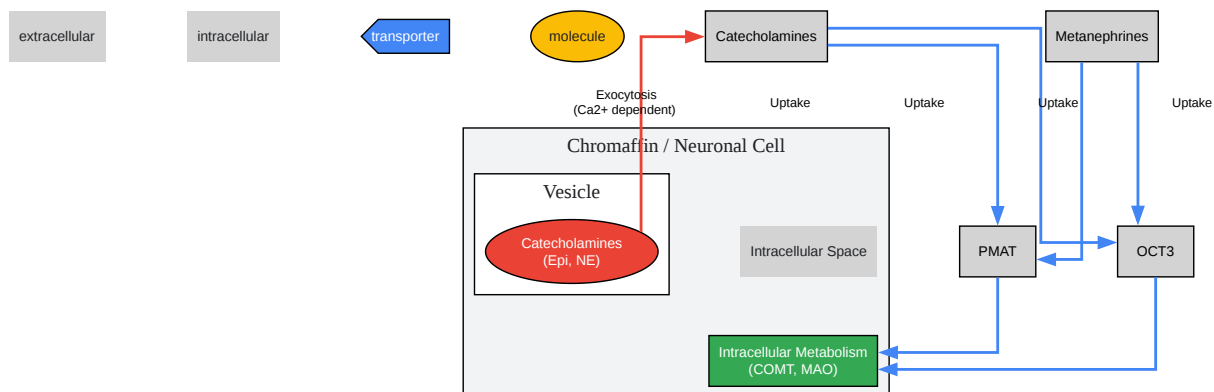 extracellular
intracellular
transporter
molecule
Catecholamines
Metanephrines
Exocytosis
(Ca2+ dependent)
Uptake
Uptake
Uptake
Uptake
Chromaffin / Neuronal Cell
Vesicle
Catecholamines
(Epi, NE)
Intracellular Space
PMAT
OCT3
Intracellular Metabolism
(COMT, MAO)